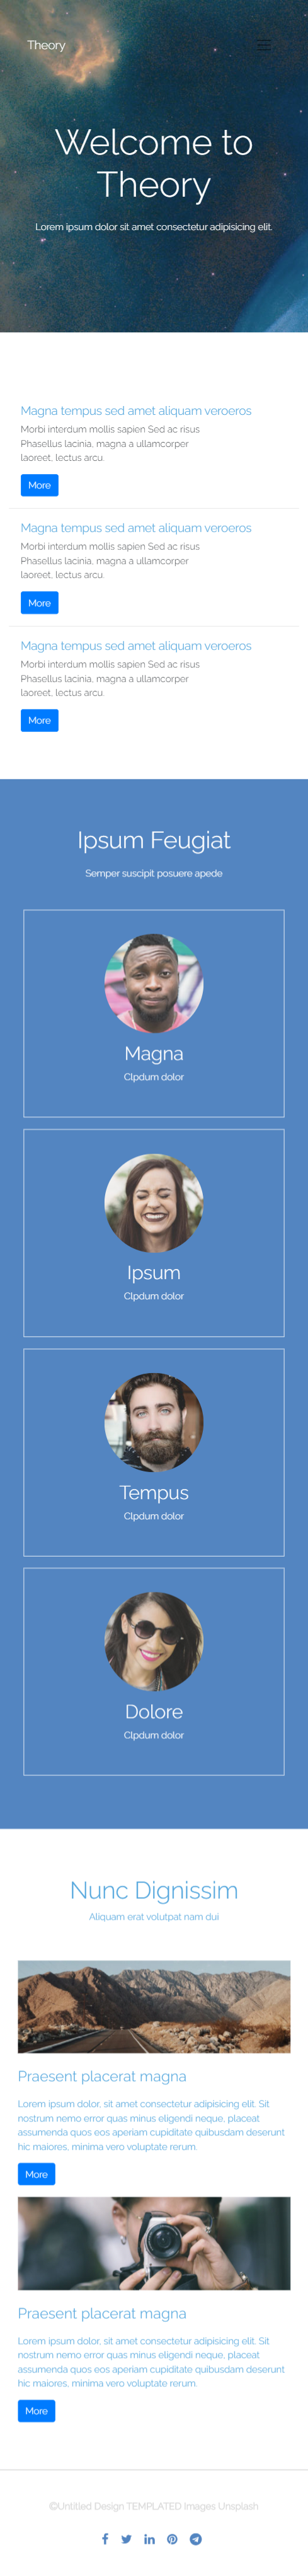 Theory
Welcome to
Theory
Lorem ipsum dolor sit amet consectetur adipisicing elit.
Magna tempus sed amet aliquam veroeros
Morbi interdum mollis sapien Sed ac risus
Phasellus lacinia, magna a ullamcorper
laoreet, lectus arcu.
More
Magna tempus sed amet aliquam veroeros
Morbi interdum mollis sapien Sed ac risus
Phasellus lacinia, magna a ullamcorper
laoreet, lectus arcu.
More
Magna tempus sed amet aliquam veroeros
Morbi interdum mollis sapien Sed ac risus
Phasellus lacinia, magna a ullamcorper
laoreet, lectus arcu.
More
Ipsum Feugiat
Semper suscipit posuere apede
Magna
Clpdum dolor
Ipsum
Clpdum dolor
Tempus
Clpdum dolor
Dolore
Clpdum dolor
Nunc Dignissim
Aliquam erat volutpat nam dui
Praesent placerat magna
Lorem ipsum dolor, sit amet consectetur adipisicing elit. Sit
nostrum nemo error quas minus eligendi neque, placeat
assumenda quos eos aperiam cupiditate quibusdam deserunt
hic maiores, minima vero voluptate rerum.
More
Praesent placerat magna
Lorem ipsum dolor, sit amet consectetur adipisicing elit. Sit
nostrum nemo error quas minus eligendi neque, placeat
assumenda quos eos aperiam cupiditate quibusdam deserunt
hic maiores, minima vero voluptate rerum.
More
©Untitled Design TEMPLATED Images Unsplash